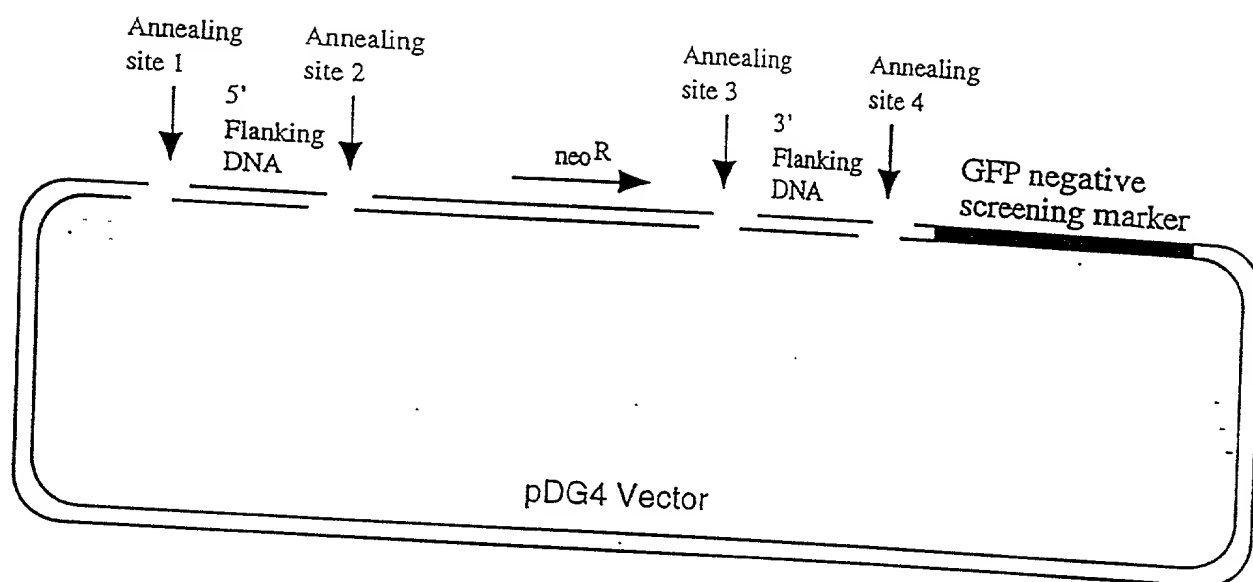 Annealing
site 1
Annealing
site 2
5'
Flanking
DNA
neoR
Annealing
site 3
3'
Flanking
DNA
Annealing
site 4
GFP negative
screening marker
pDG4 Vector